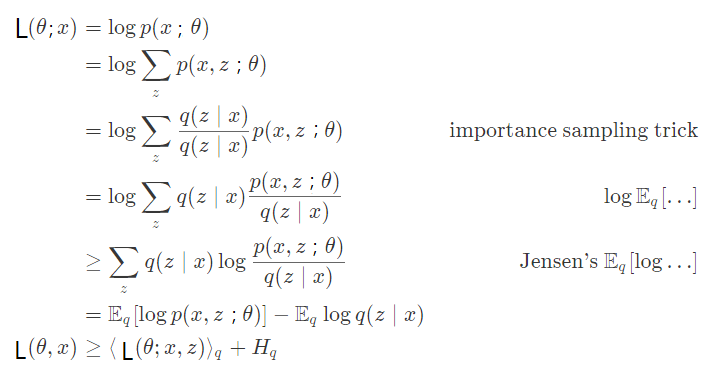 L(θ; x) = log p(x ; θ)
= log ∑_z p(x, z ; θ)
= log ∑_z q(z | x)/q(z | x) p(x, z ; θ) importance sampling trick
= log ∑_z q(z | x) p(x, z ; θ)/q(z | x) log 𝔼_q[…]
≥ ∑_z q(z | x) log p(x, z ; θ)/q(z | x) Jensen's 𝔼_q[log …]
= 𝔼_q[log p(x, z ; θ)] − 𝔼_q log q(z | x)
L(θ, x) ≥ ⟨ L(θ; x, z)⟩_q + H_q